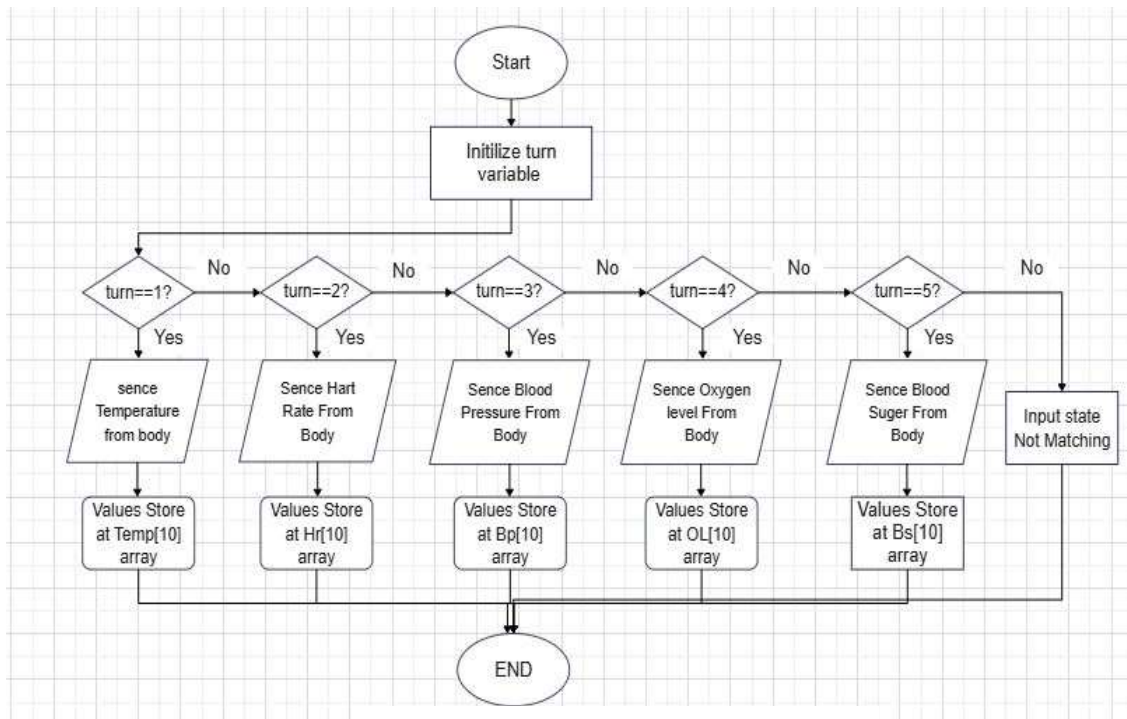 Start
Initilize turn
variable
No
No
No
No
No
turn==1?
turn==2?
turn==3?
turn==4?
turn==5?
Yes
Yes
Yes
Yes
Yes
sence
Temperature
from body
Sence Hart
Rate From
Body
Sence Blood
Pressure From
Body
Sence Oxygen
level From
Body
Sence Blood
Suger From
Body
Input state
Not Matching
Values Store
at Temp[10]
array
Values Store
at Hr[10]
array
Values Store
at Bp[10]
array
Values Store
at OL[10]
array
Values Store
at Bs[10]
array
END